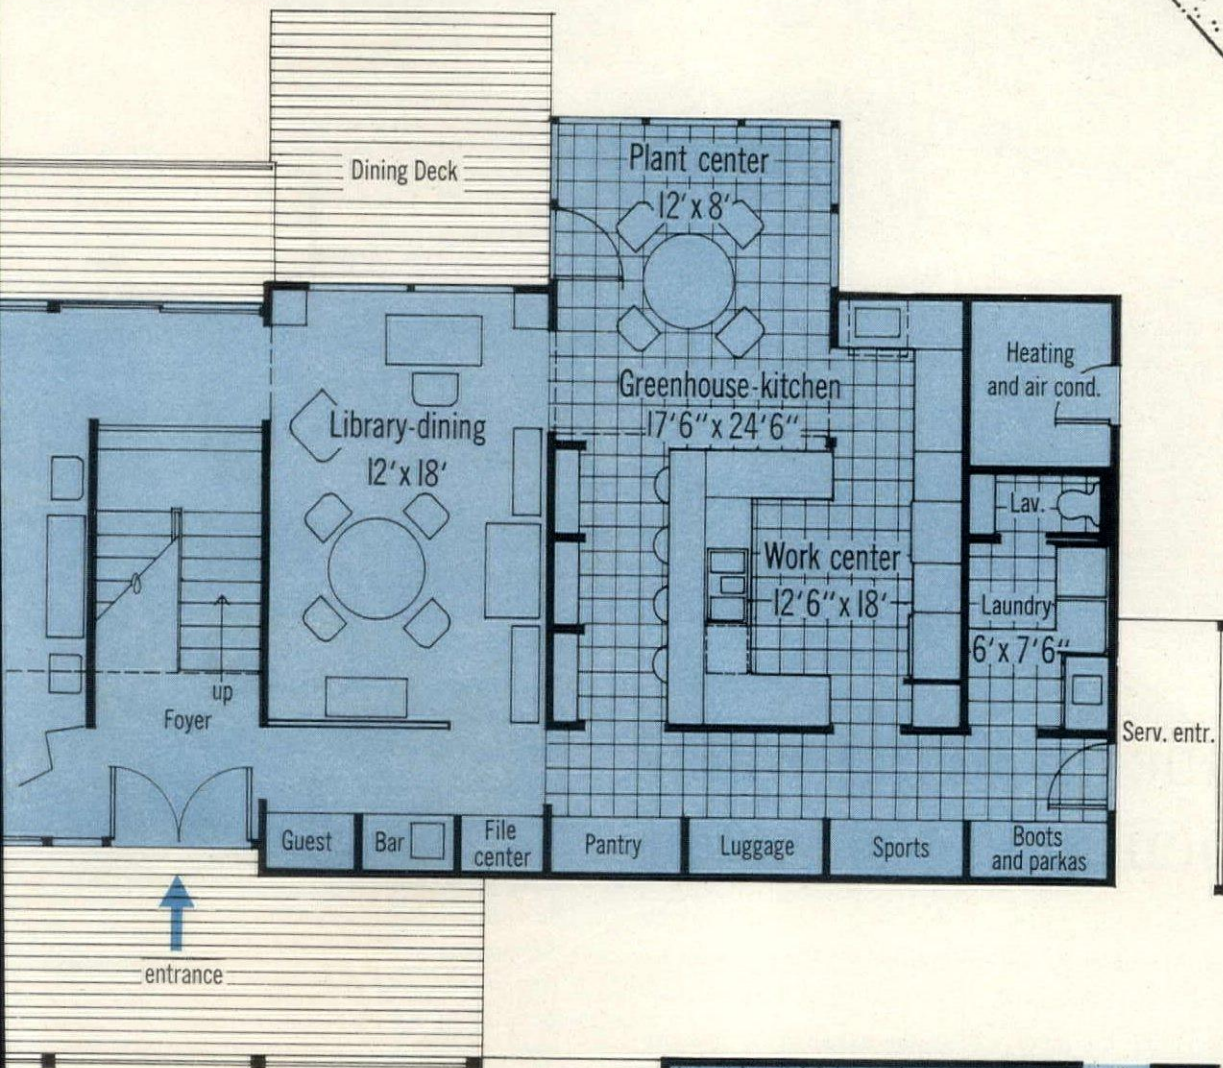 Dining Deck
Plant center
12' x 8'
Greenhouse-kitchen
17'6" x 24'6"
Heating
and air cond.
Library-dining
12' x 18'
Lav.
Work center
12'6" x 18'
Laundry
6' x 7'6"
up
Foyer
Serv. entr.
Guest
Bar
File
center
Pantry
Luggage
Sports
Boots
and parkas
entrance